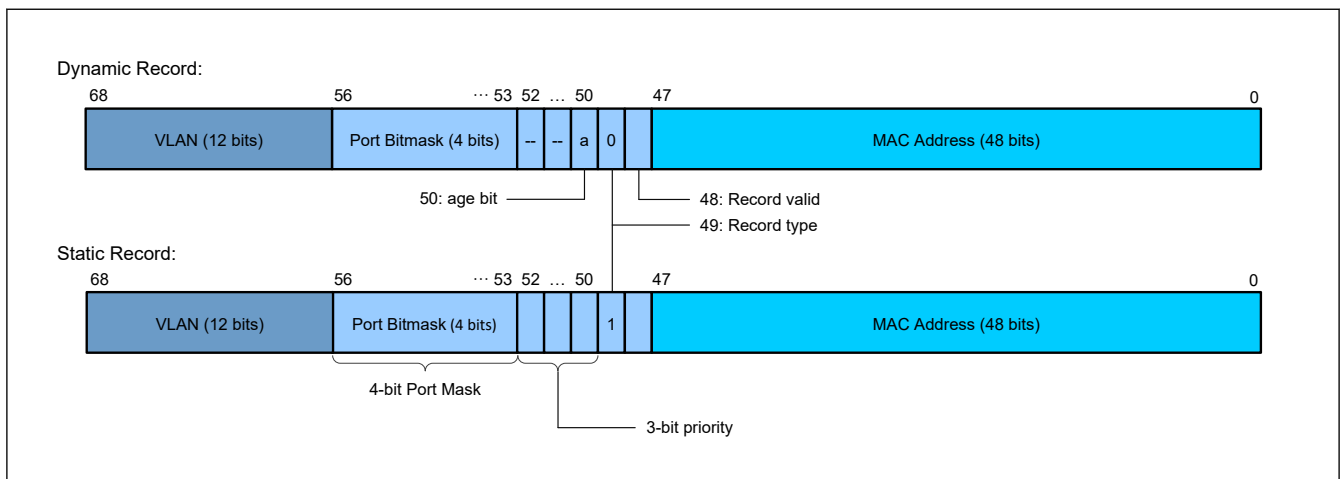 Dynamic Record:
68 56 ··· 53 52 … 50 47 0
VLAN (12 bits) Port Bitmask (4 bits) -- -- a 0 MAC Address (48 bits)
50: age bit 48: Record valid
49: Record type
Static Record:
68 56 ··· 53 52 … 50 47 0
VLAN (12 bits) Port Bitmask (4 bits) 1 MAC Address (48 bits)
4-bit Port Mask
3-bit priority